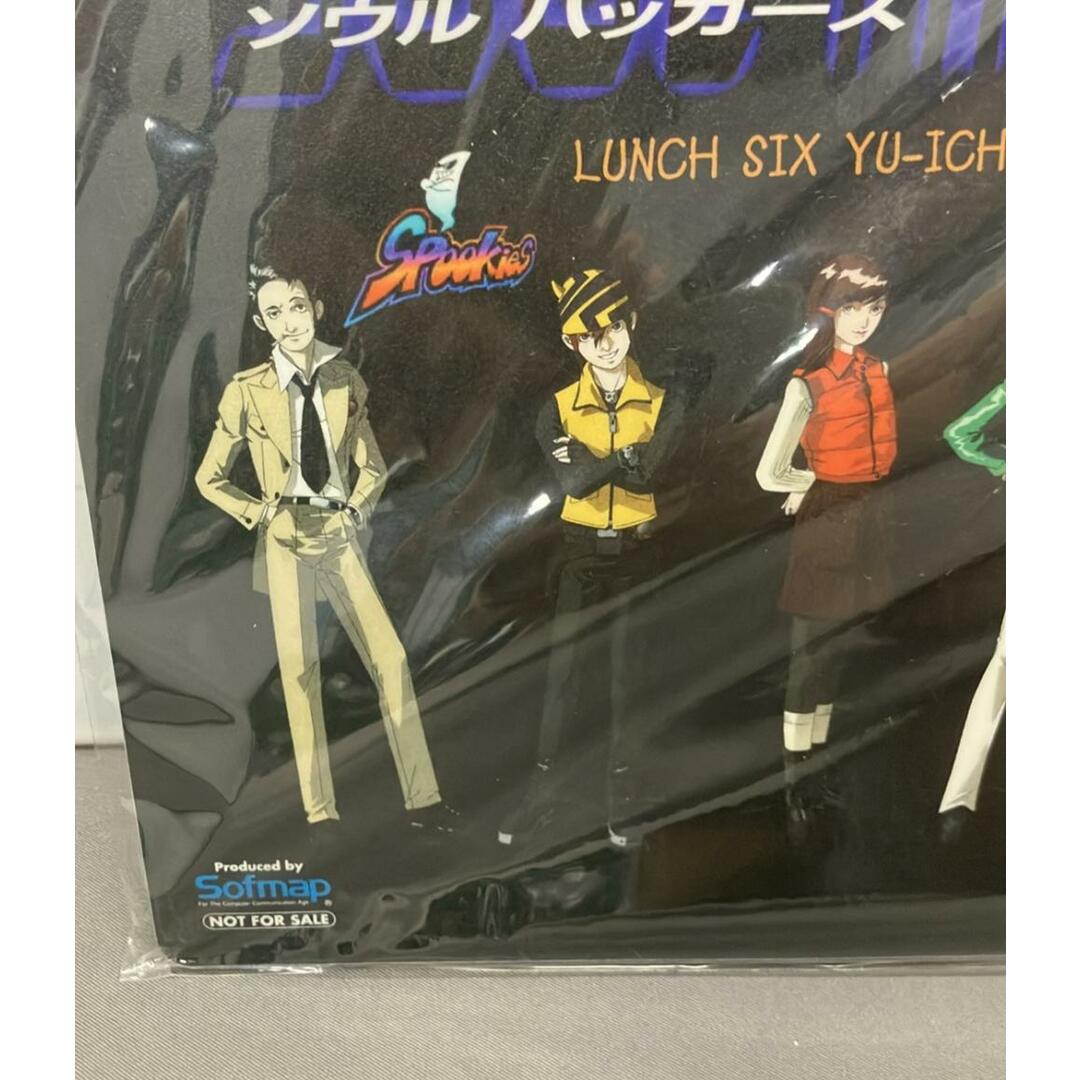 ソウル ハッカーズ
LUNCH SIX YU-ICH
Spookies
Produced by
Sofmap
For The Computer Communication Age ®
NOT FOR SALE